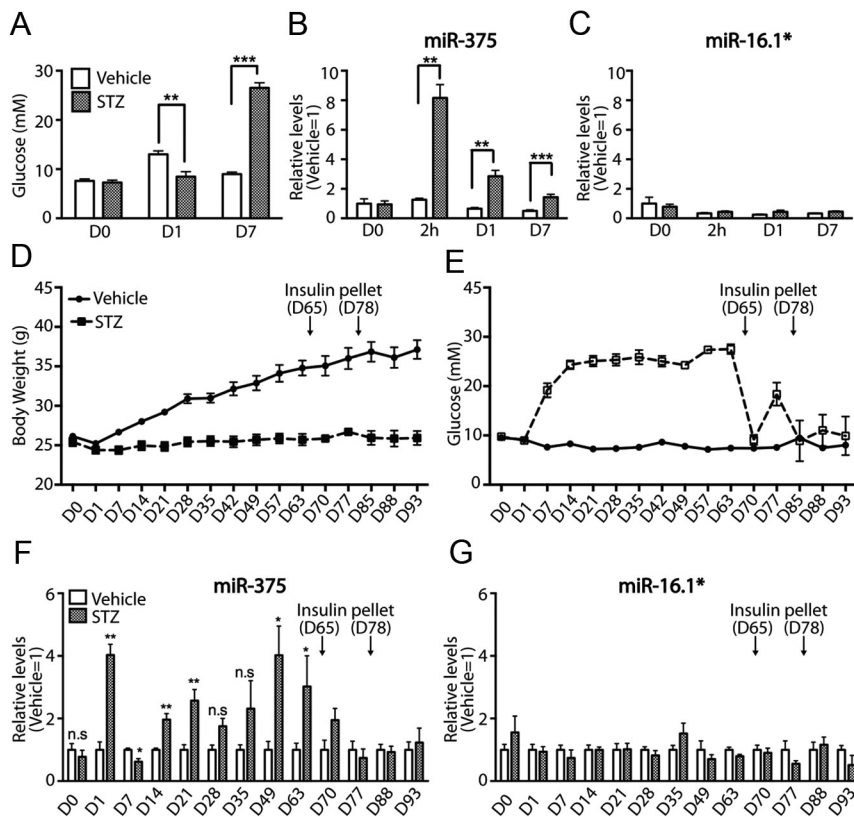 A
B
miR-375
C
miR-16.1*
Glucose (mM)
30
20
10
0
Vehicle
STZ
**
***
D0
D1
D7
Relative levels
(Vehicle=1)
10
8
6
4
2
0
**
**
***
D0
2h
D1
D7
Relative levels
(Vehicle=1)
10
8
6
4
2
0
D0
2h
D1
D7
D
Body Weight (g)
45
40
35
30
25
20
Vehicle
STZ
Insulin pellet
(D65) (D78)
D0 D1 D7 D14 D21 D28 D35 D42 D49 D57 D63 D70 D77 D85 D88 D93
E
Glucose (mM)
45
30
20
10
0
Insulin pellet
(D65) (D78)
D0 D1 D7 D14 D21 D28 D35 D42 D49 D57 D63 D70 D77 D85 D88 D93
F
miR-375
Relative levels
(Vehicle=1)
6
4
2
0
Vehicle
STZ
Insulin pellet
(D65) (D78)
n.s ** * ** ** n.s n.s * *
D0 D1 D7 D14 D21 D28 D35 D49 D63 D70 D77 D88 D93
G
miR-16.1*
Relative levels
(Vehicle=1)
6
4
2
0
Insulin pellet
(D65) (D78)
D0 D1 D7 D14 D21 D28 D35 D49 D63 D70 D77 D88 D93